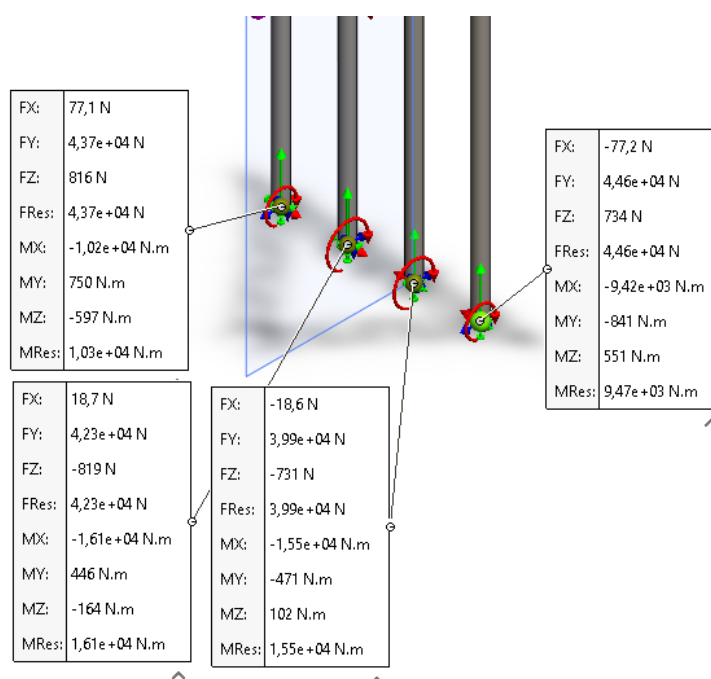 FX: 77,1 N
FY: 4,37e+04 N
FZ: 816 N
FRes: 4,37e+04 N
MX: -1,02e+04 N.m
MY: 750 N.m
MZ: -597 N.m
MRes: 1,03e+04 N.m
FX: -77,2 N
FY: 4,46e+04 N
FZ: 734 N
FRes: 4,46e+04 N
MX: -9,42e+03 N.m
MY: -841 N.m
MZ: 551 N.m
MRes: 9,47e+03 N.m
FX: 18,7 N
FY: 4,23e+04 N
FZ: -819 N
FRes: 4,23e+04 N
MX: -1,61e+04 N.m
MY: 446 N.m
MZ: -164 N.m
MRes: 1,61e+04 N.m
FX: -18,6 N
FY: 3,99e+04 N
FZ: -731 N
FRes: 3,99e+04 N
MX: -1,55e+04 N.m
MY: -471 N.m
MZ: 102 N.m
MRes: 1,55e+04 N.m